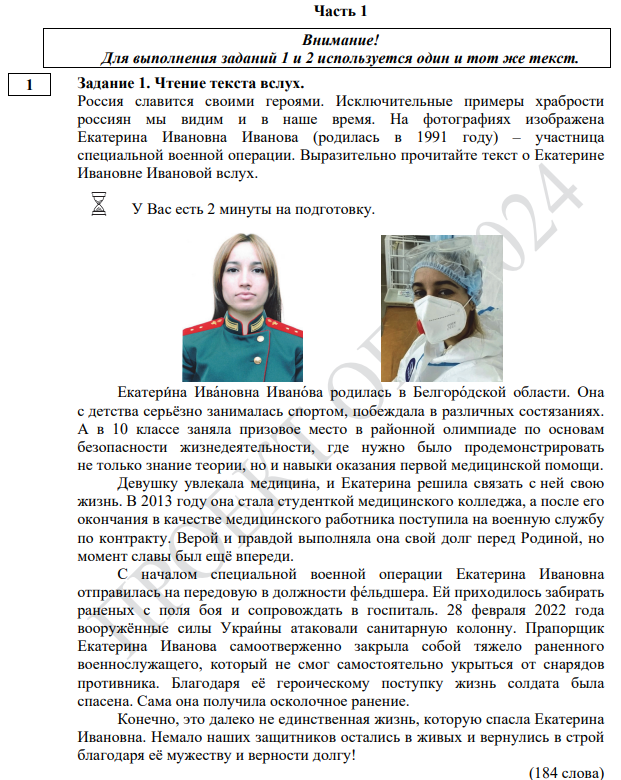 Часть 1
Внимание!
Для выполнения заданий 1 и 2 используется один и тот же текст.
1
Задание 1. Чтение текста вслух.
Россия славится своими героями. Исключительные примеры храбрости
россиян мы видим и в наше время. На фотографиях изображена
Екатерина Ивановна Иванова (родилась в 1991 году) – участница
специальной военной операции. Выразительно прочитайте текст о Екатерине
Ивановне Ивановой вслух.
У Вас есть 2 минуты на подготовку.
Екатери́на Ива́новна Ивано́ва родилась в Белгоро́дской области. Она
с детства серьёзно занималась спортом, побеждала в различных состязаниях.
А в 10 классе заняла призовое место в районной олимпиаде по основам
безопасности жизнедеятельности, где нужно было продемонстрировать
не только знание теории, но и навыки оказания первой медицинской помощи.
Девушку увлекала медицина, и Екатерина решила связать с ней свою
жизнь. В 2013 году она стала студенткой медицинского колледжа, а после его
окончания в качестве медицинского работника поступила на военную службу
по контракту. Верой и правдой выполняла она свой долг перед Родиной, но
момент славы был ещё впереди.
С началом специальной военной операции Екатерина Ивановна
отправилась на передовую в должности фе́льдшера. Ей приходилось забирать
раненых с поля боя и сопровождать в госпиталь. 28 февраля 2022 года
вооружённые силы Украи́ны атаковали санитарную колонну. Прапорщик
Екатерина Иванова самоотверженно закрыла собой тяжело раненного
военнослужащего, который не смог самостоятельно укрыться от снарядов
противника. Благодаря её героическому поступку жизнь солдата была
спасена. Сама она получила осколочное ранение.
Конечно, это далеко не единственная жизнь, которую спасла Екатерина
Ивановна. Немало наших защитников остались в живых и вернулись в строй
благодаря её мужеству и верности долгу!
(184 слова)